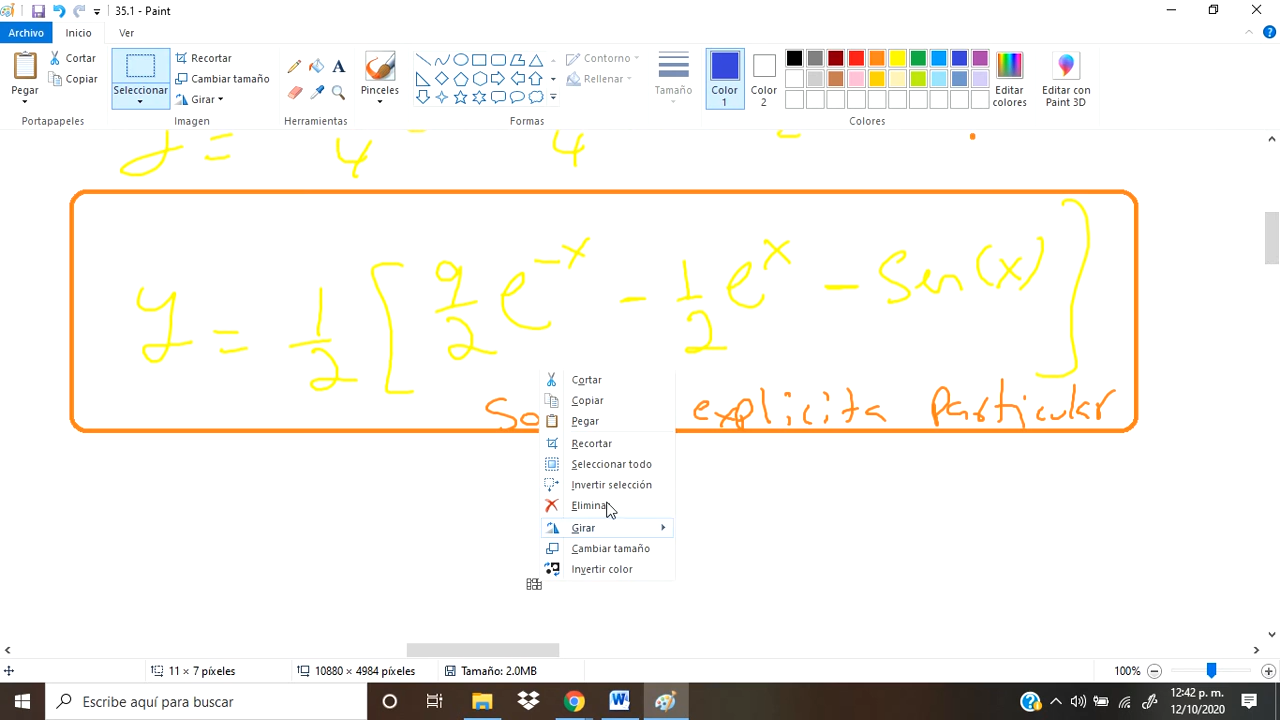 35.1 - Paint
Archivo Inicio Ver
Pegar Cortar Copiar Seleccionar Recortar Cambiar tamaño Girar Pinceles Contorno Rellenar Tamaño Color 1 Color 2 Editar colores Editar con Paint 3D
Portapapeles Imagen Herramientas Formas Colores
y = 4 4
y = 1/2 [ 9/2 e^-x - 1/2 e^x - Sen(x) ]
explicita Particular
Cortar
Copiar
Pegar
Recortar
Seleccionar todo
Invertir selección
Girar
Cambiar tamaño
Invertir color
11 × 7 píxeles 10880 × 4984 píxeles Tamaño: 2.0MB 100%
Escribe aquí para buscar
12:42 p. m.
12/10/2020